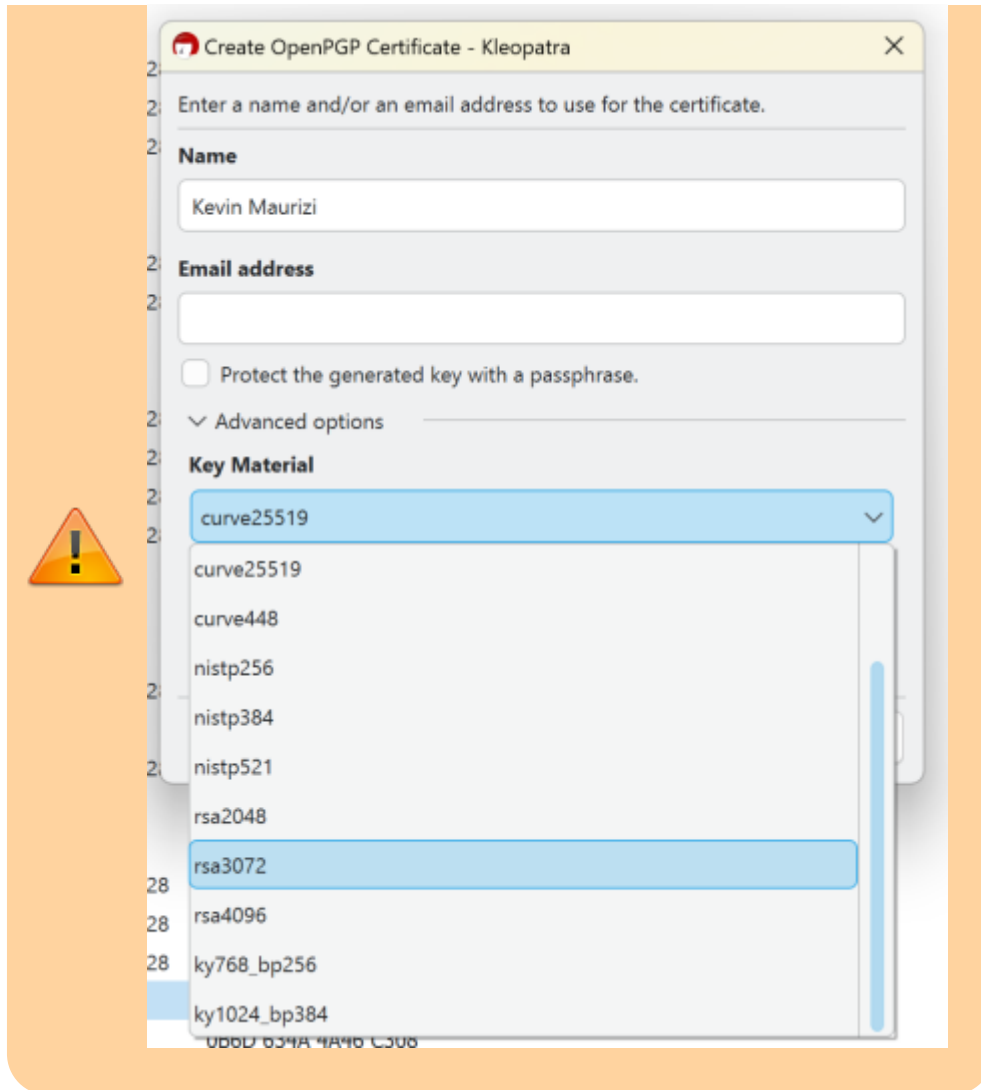 Create OpenPGP Certificate - Kleopatra
Enter a name and/or an email address to use for the certificate.
Name
Kevin Maurizi
Email address
Protect the generated key with a passphrase.
Advanced options
Key Material
curve25519
curve25519
curve448
nistp256
nistp384
nistp521
rsa2048
rsa3072
28
rsa4096
28
ky768_bp256
28
ky1024_bp384
0B6D 634A 4A46 C308